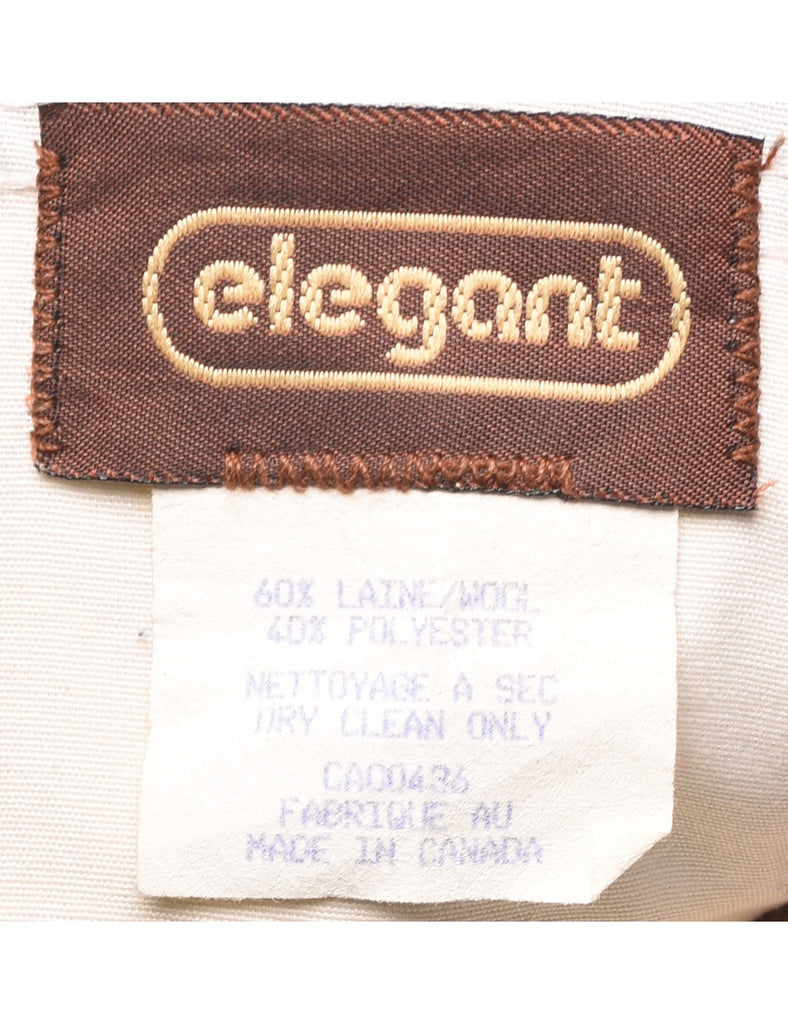 elegant
60% LAINE/WOOL
40% POLYESTER
NETTOYAGE A SEC
DRY CLEAN ONLY
CA00436
FABRIQUE AU
MADE IN CANADA